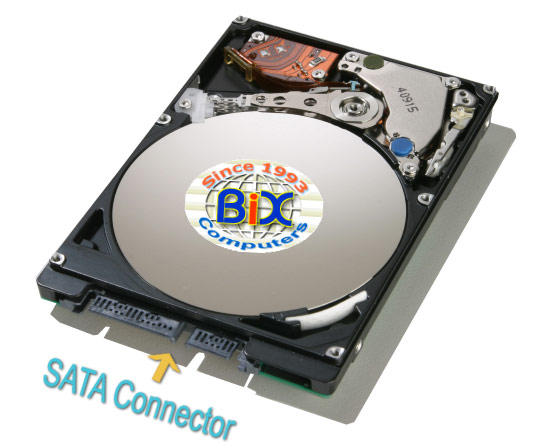 40915
Since 1993
BiX
Computers
SATA Connector